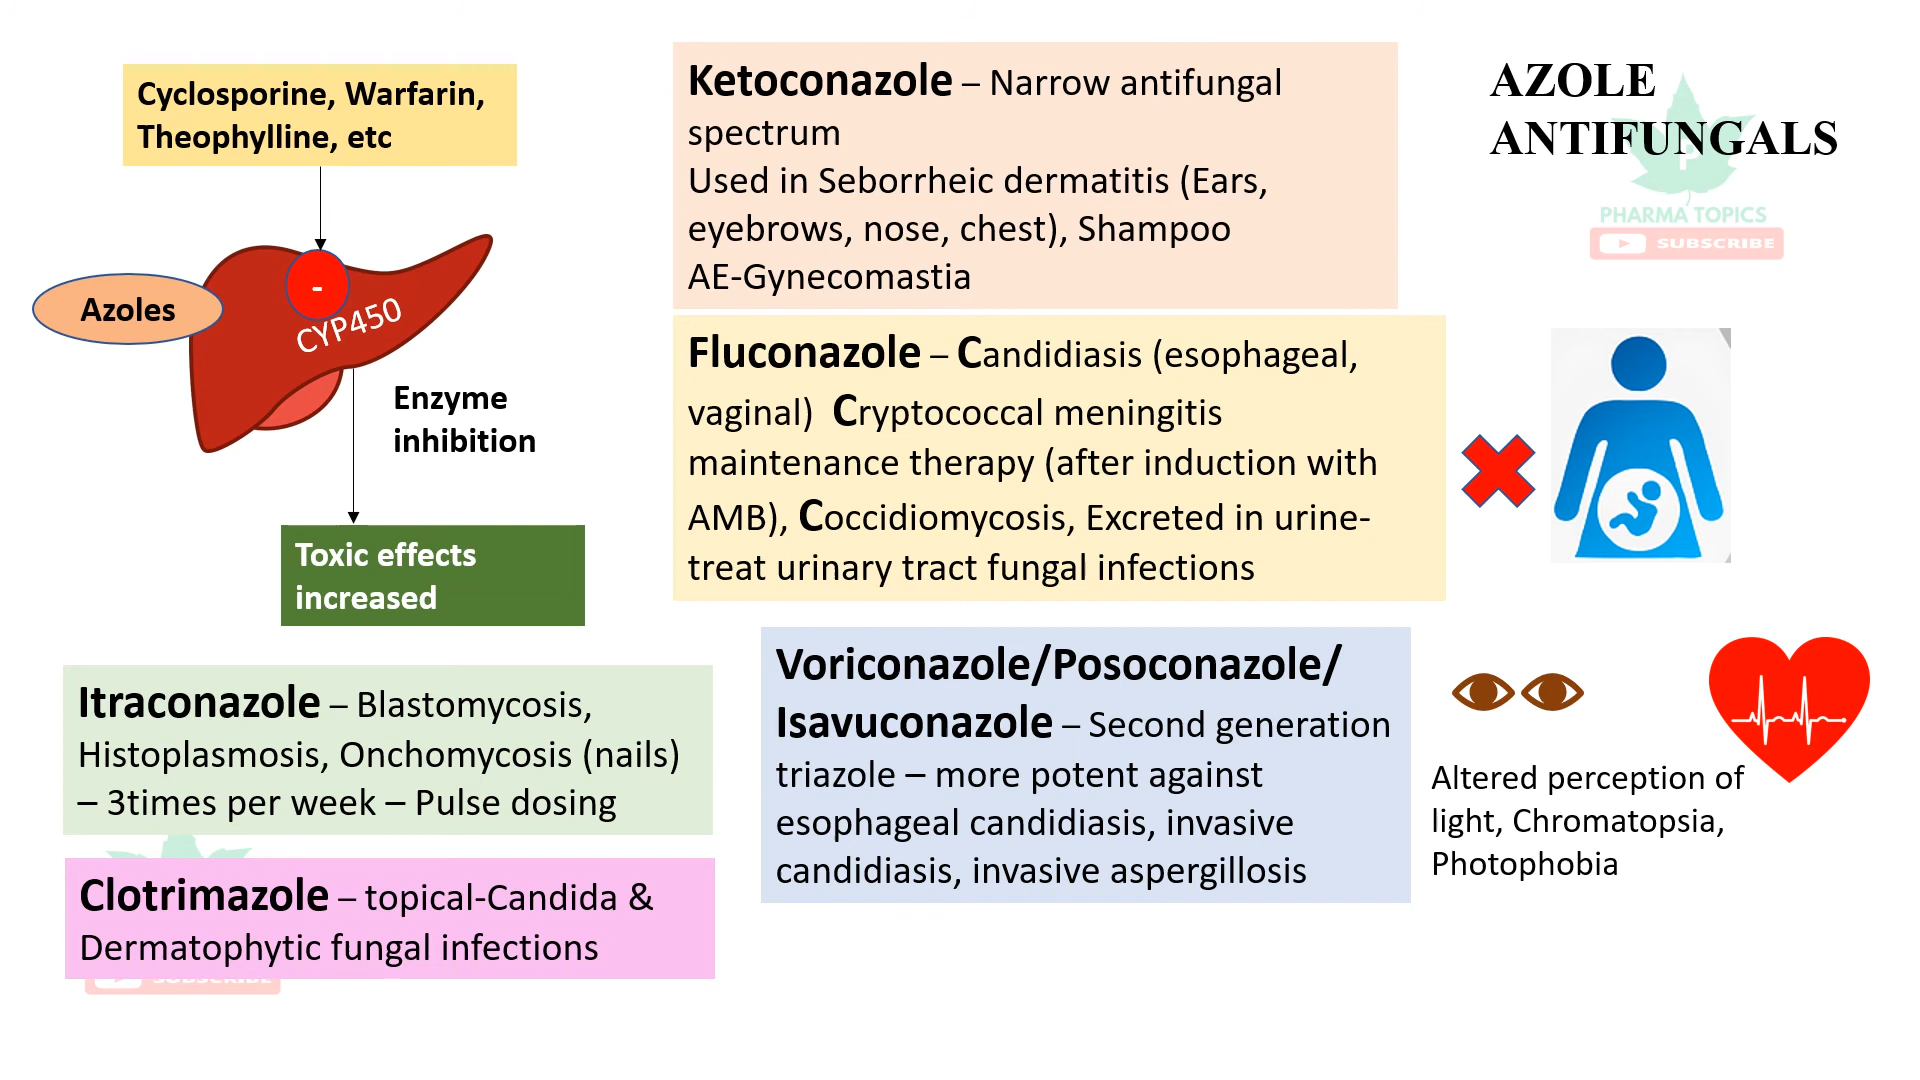 AZOLE
ANTIFUNGALS
P
PHARMA TOPICS
SUBSCRIBE
Cyclosporine, Warfarin,
Theophylline, etc
Azoles
-
CYP450
Enzyme
inhibition
Toxic effects
increased
Ketoconazole – Narrow antifungal
spectrum
Used in Seborrheic dermatitis (Ears,
eyebrows, nose, chest), Shampoo
AE-Gynecomastia
Fluconazole – Candidiasis (esophageal,
vaginal)  Cryptococcal meningitis
maintenance therapy (after induction with
AMB), Coccidiomycosis, Excreted in urine-
treat urinary tract fungal infections
Itraconazole – Blastomycosis,
Histoplasmosis, Onchomycosis (nails)
– 3times per week – Pulse dosing
Clotrimazole – topical-Candida &
Dermatophytic fungal infections
SUBSCRIBE
Voriconazole/Posoconazole/
Isavuconazole – Second generation
triazole – more potent against
esophageal candidiasis, invasive
candidiasis, invasive aspergillosis
Altered perception of
light, Chromatopsia,
Photophobia